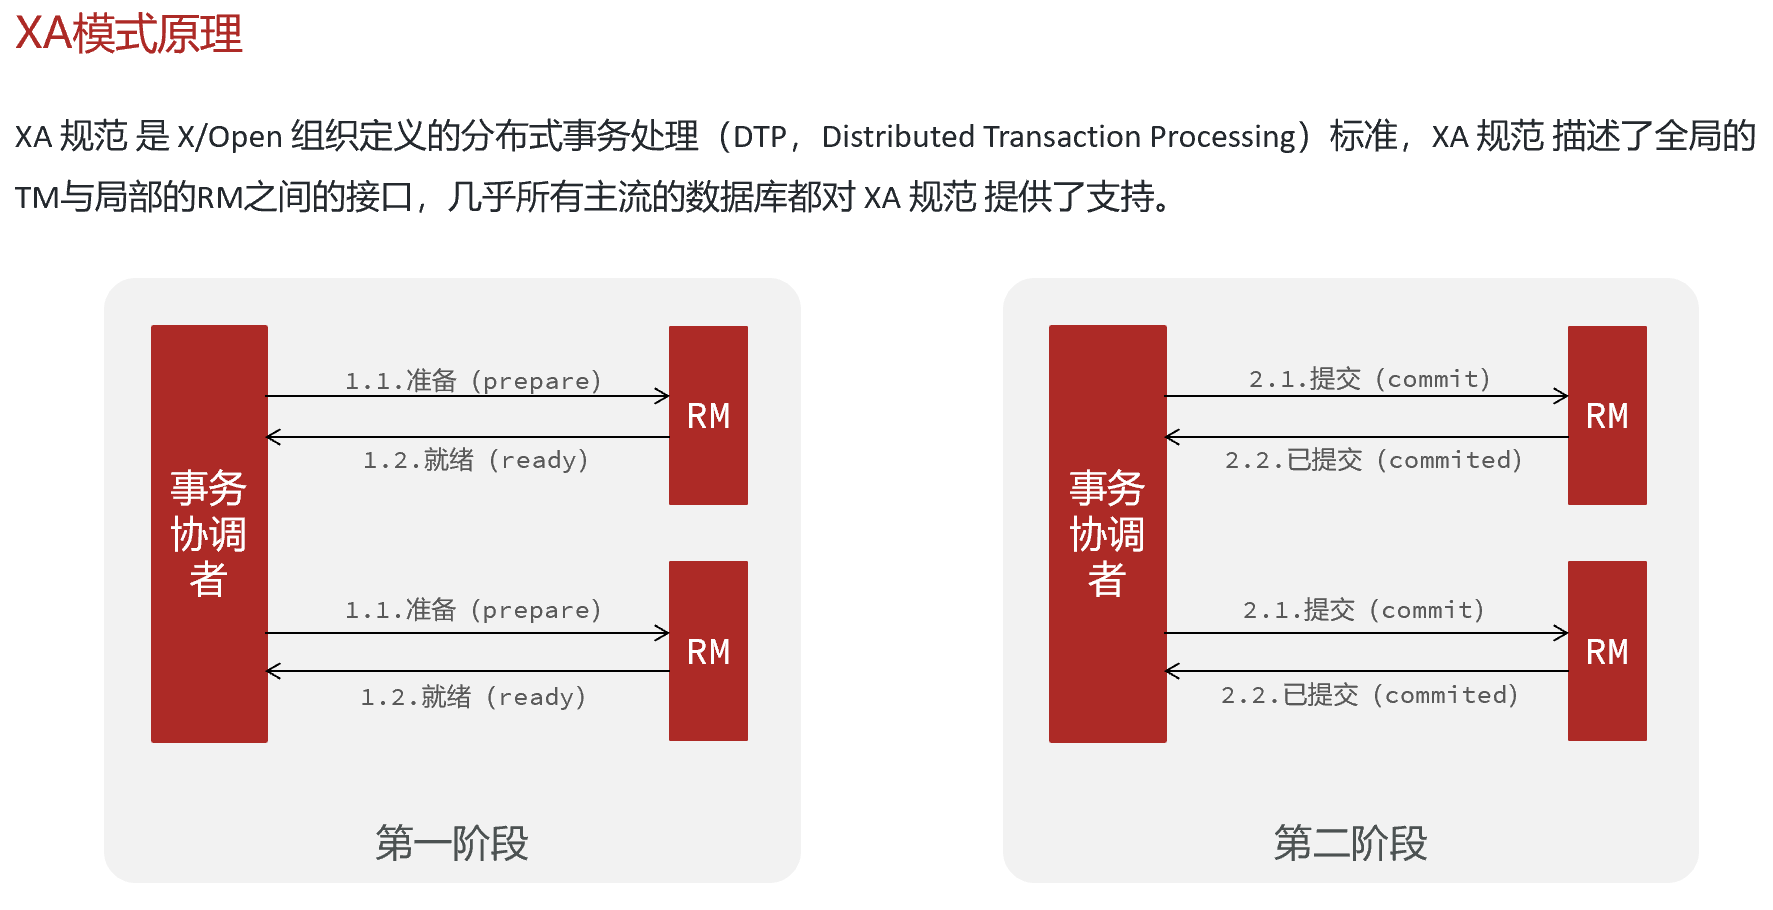 XA模式原理
XA 规范 是 X/Open 组织定义的分布式事务处理（DTP，Distributed Transaction Processing）标准，XA 规范 描述了全局的
TM与局部的RM之间的接口，几乎所有主流的数据库都对 XA 规范 提供了支持。
事务
协调
者
1.1.准备（prepare）
1.2.就绪（ready）
RM
1.1.准备（prepare）
1.2.就绪（ready）
RM
第一阶段
事务
协调
者
2.1.提交（commit）
2.2.已提交（commited）
RM
2.1.提交（commit）
2.2.已提交（commited）
RM
第二阶段